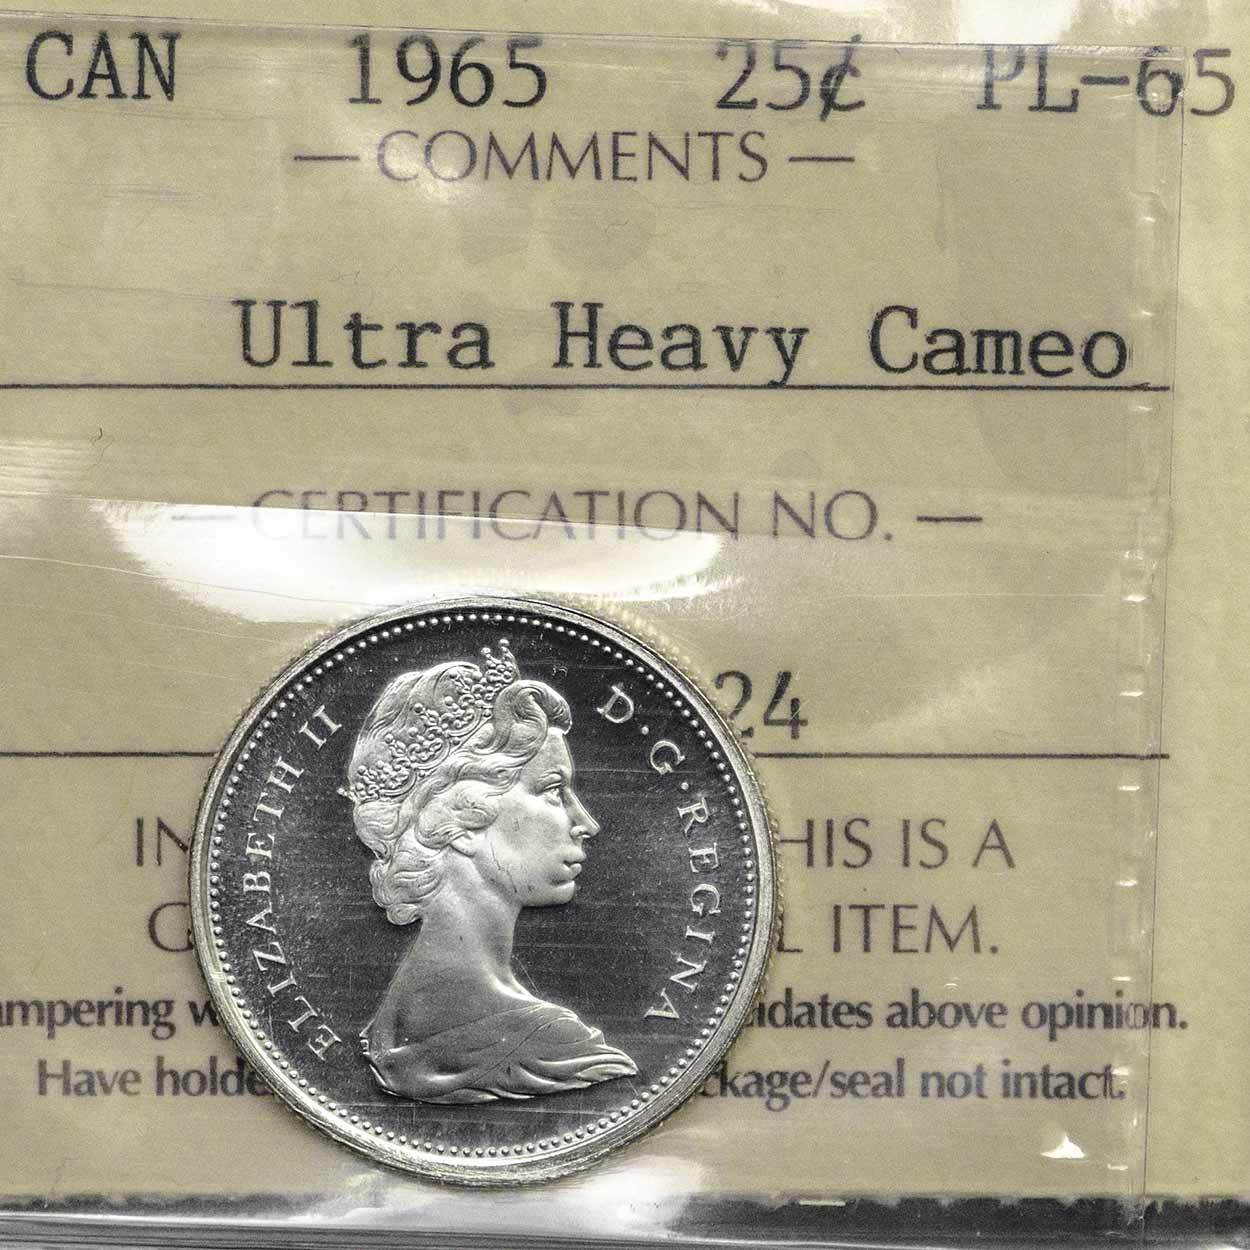 CAN 1965 25¢ PL-65
— COMMENTS —
Ultra Heavy Cameo
— CERTIFICATION NO. —
24
HIS IS A
ITEM.
ampering w idates above opinion.
Have holde ckage/seal not intact.
ELIZABETH II D·G·REGINA